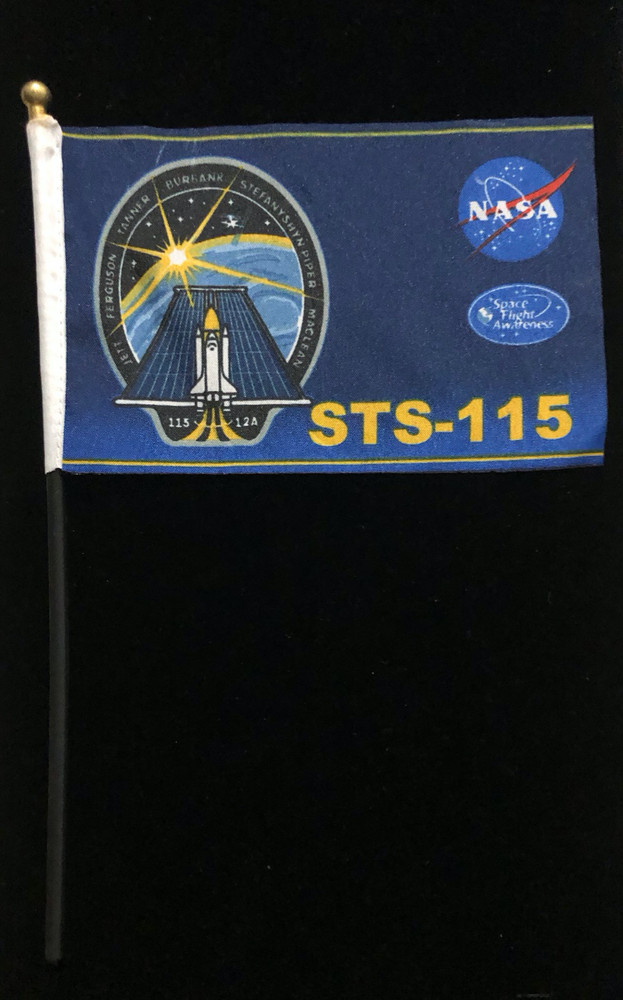 JETT FERGUSON TANNER BURBANK STEFANYSHYN-PIPER MACLEAN
115 12A
NASA
Space
Flight
Awareness
STS-115